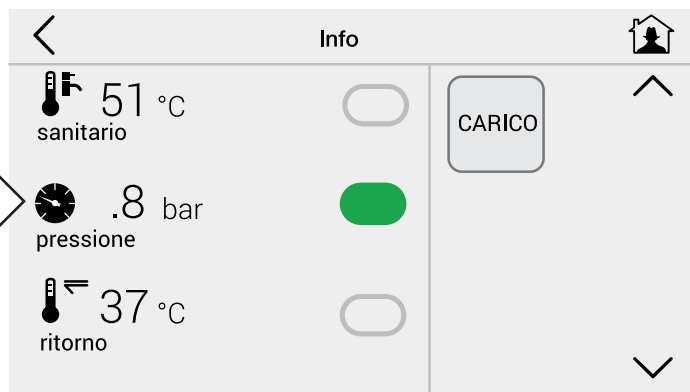 Info
51 °C
sanitario
CARICO
.8 bar
pressione
37 °C
ritorno